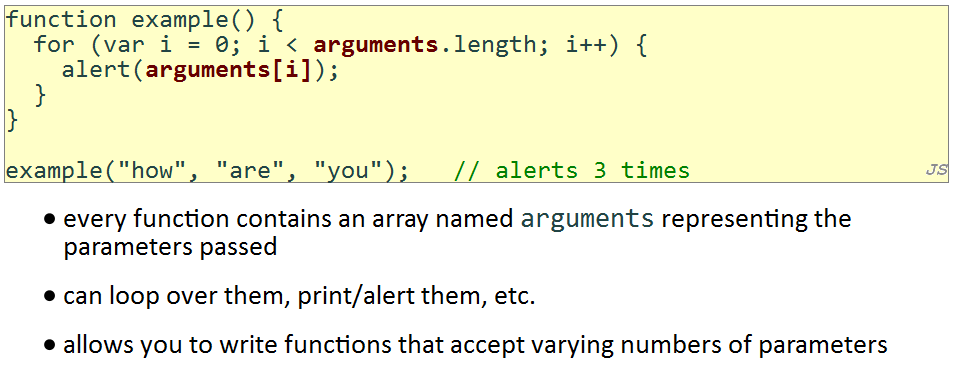 function example() {
  for (var i = 0; i < arguments.length; i++) {
    alert(arguments[i]);
  }
}
example("how", "are", "you");   // alerts 3 times
JS
• every function contains an array named arguments representing the
parameters passed
• can loop over them, print/alert them, etc.
• allows you to write functions that accept varying numbers of parameters